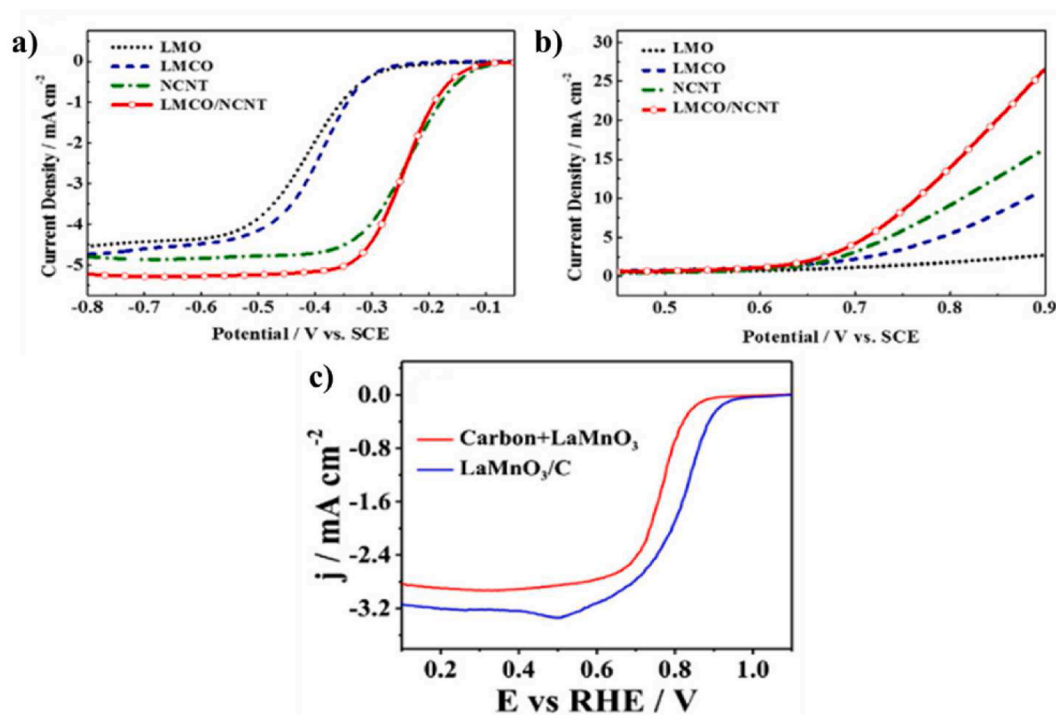 a)
LMO
LMCO
NCNT
LMCO/NCNT
0
-1
-2
-3
-4
-5
Current Density / mA cm⁻²
-0.8 -0.7 -0.6 -0.5 -0.4 -0.3 -0.2 -0.1
Potential / V vs. SCE
b)
LMO
LMCO
NCNT
LMCO/NCNT
30
25
20
15
10
5
0
Current Density / mA cm⁻²
0.5 0.6 0.7 0.8 0.9
Potential / V vs. SCE
c)
Carbon+LaMnO₃
LaMnO₃/C
0.0
-0.8
-1.6
-2.4
-3.2
j / mA cm⁻²
0.2 0.4 0.6 0.8 1.0
E vs RHE / V